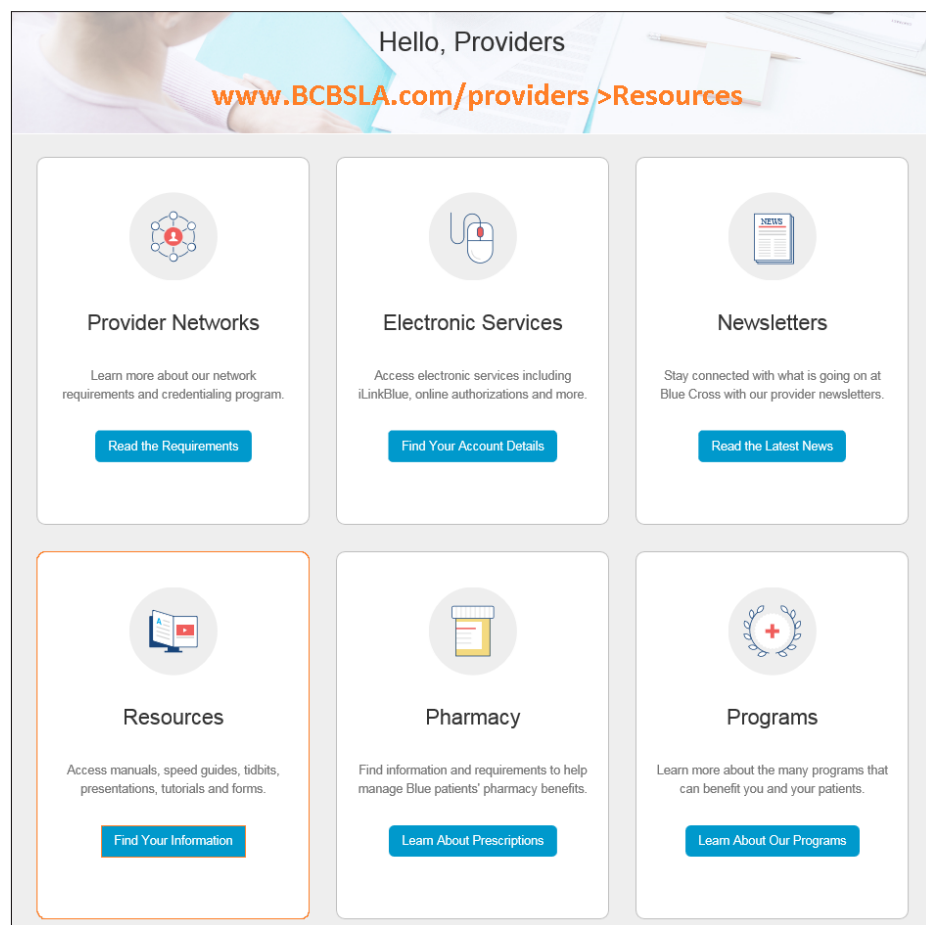 Hello, Providers
www.BCBSLA.com/providers >Resources
NEWS
Provider Networks
Learn more about our network
requirements and credentialing program.
Read the Requirements
Electronic Services
Access electronic services including
iLinkBlue, online authorizations and more.
Find Your Account Details
Newsletters
Stay connected with what is going on at
Blue Cross with our provider newsletters.
Read the Latest News
A
Resources
Access manuals, speed guides, tidbits,
presentations, tutorials and forms.
Find Your Information
Pharmacy
Find information and requirements to help
manage Blue patients' pharmacy benefits.
Learn About Prescriptions
Programs
Learn more about the many programs that
can benefit you and your patients.
Learn About Our Programs